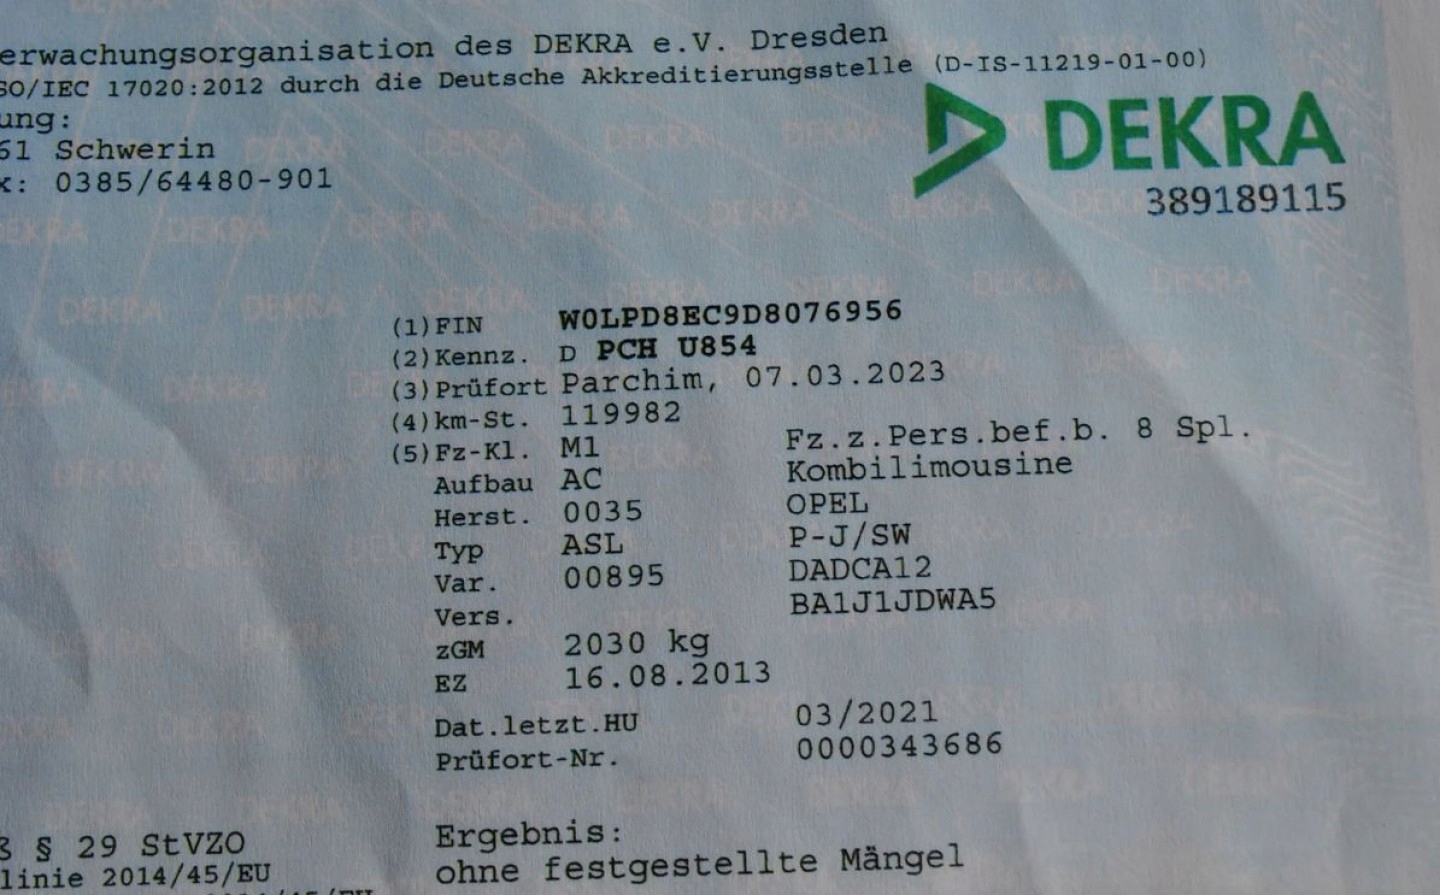 erwachungsorganisation des DEKRA e.V. Dresden
SO/IEC 17020:2012 durch die Deutsche Akkreditierungsstelle (D-IS-11219-01-00)
ung:
61 Schwerin
x: 0385/64480-901
DEKRA
389189115
(1)FIN W0LPD8EC9D8076956
(2)Kennz. D PCH U854
(3)Prüfort Parchim, 07.03.2023
(4)km-St. 119982
(5)Fz-Kl. M1 Fz.z.Pers.bef.b. 8 Spl.
Aufbau AC Kombilimousine
Herst. 0035 OPEL
Typ ASL P-J/SW
Var. 00895 DADCA12
Vers. BA1J1JDWA5
zGM 2030 kg
EZ 16.08.2013
Dat.letzt.HU 03/2021
Prüfort-Nr. 0000343686
ß § 29 StVZO
linie 2014/45/EU
Ergebnis:
ohne festgestellte Mängel